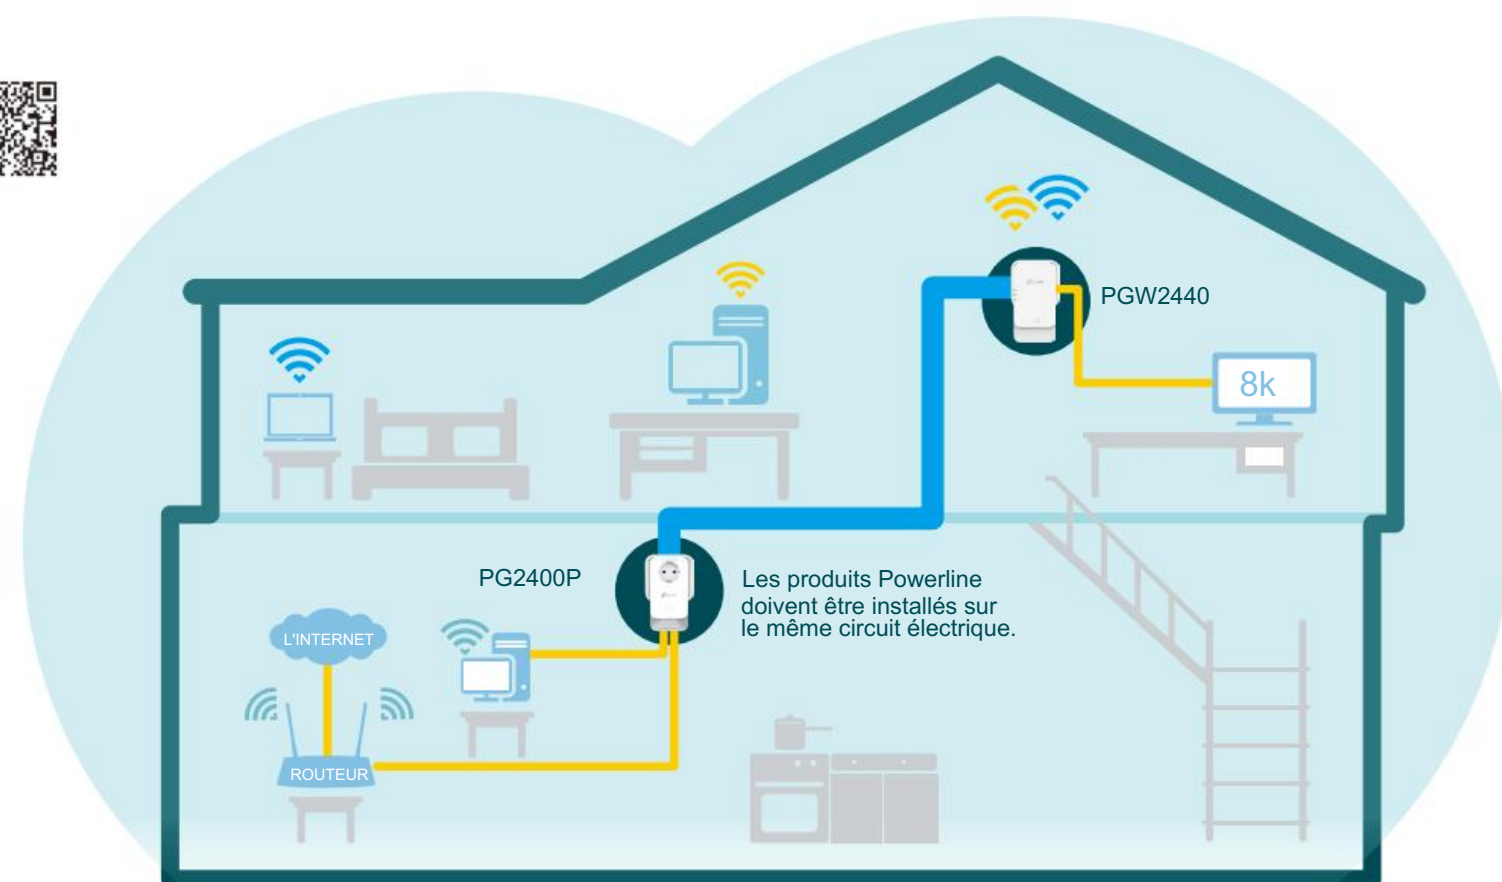 PGW2440
8k
PG2400P
Les produits Powerline
doivent être installés sur
le même circuit électrique.
L'INTERNET
ROUTEUR